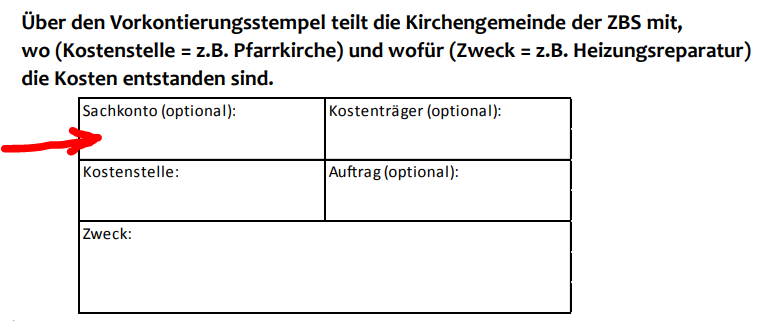 Über den Vorkontierungsstempel teilt die Kirchengemeinde der ZBS mit,
wo (Kostenstelle = z.B. Pfarrkirche) und wofür (Zweck = z.B. Heizungsreparatur)
die Kosten entstanden sind.
Sachkonto (optional): Kostenträger (optional):
Kostenstelle: Auftrag (optional):
Zweck: